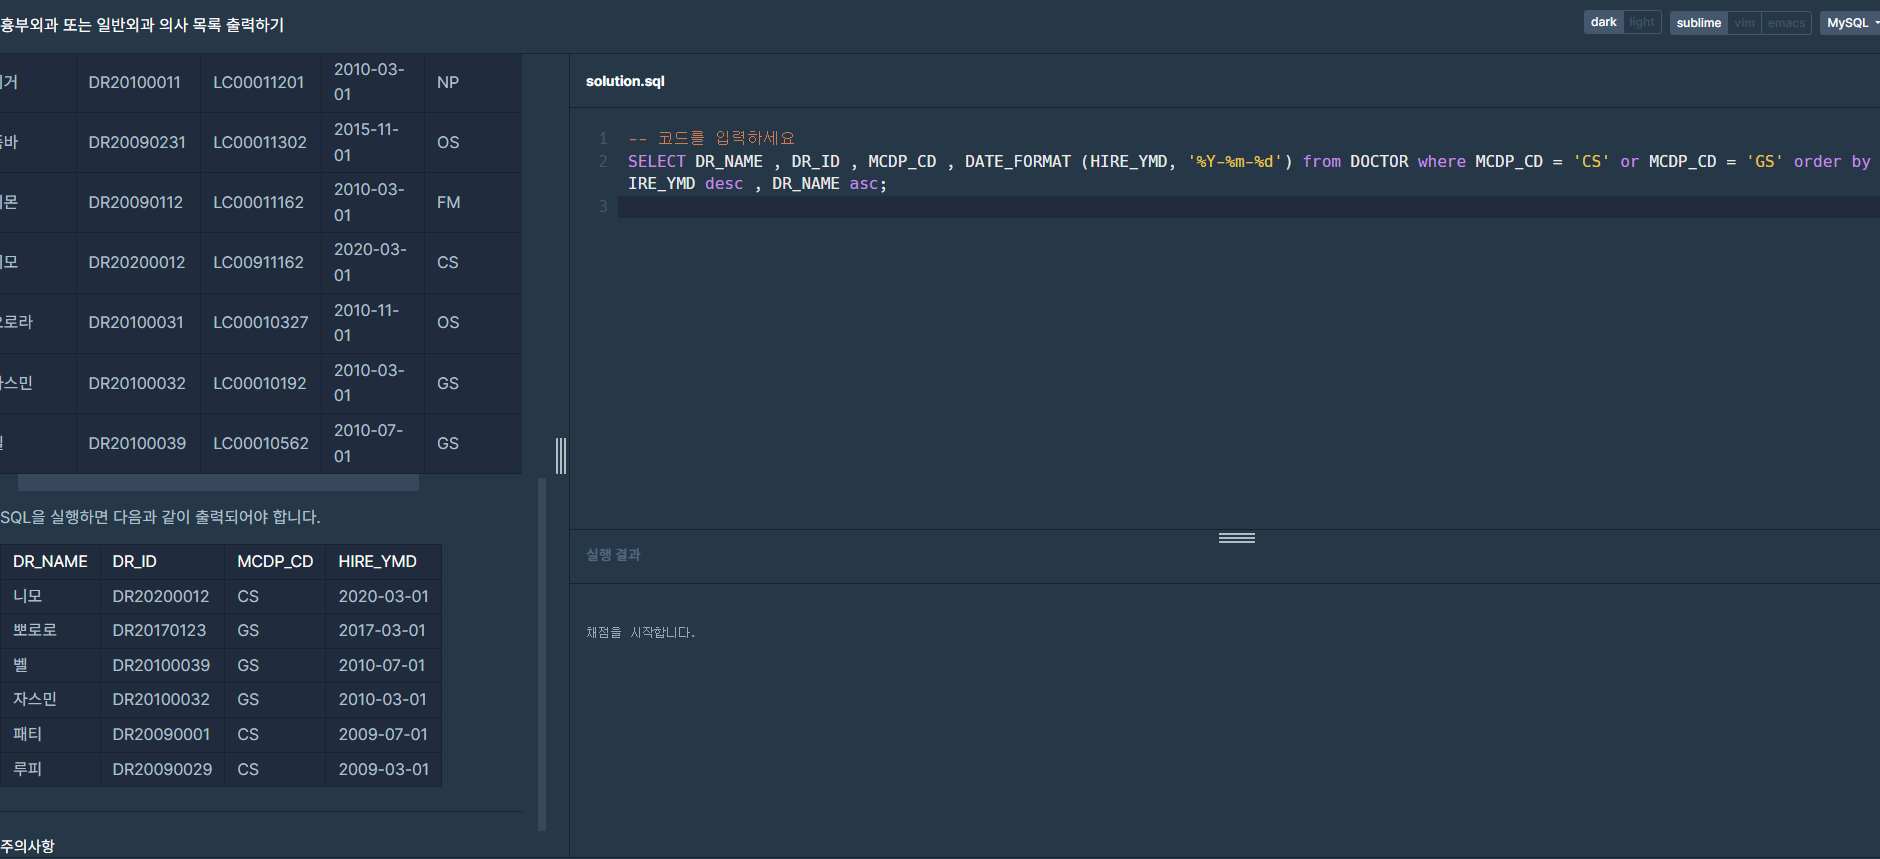 흉부외과 또는 일반외과 의사 목록 출력하기
dark light sublime vim emacs MySQL
DR20100011 LC00011201 2010-03-
01 NP
DR20090231 LC00011302 2015-11-
01 OS
DR20090112 LC00011162 2010-03-
01 FM
DR20200012 LC00911162 2020-03-
01 CS
오로라 DR20100031 LC00010327 2010-11-
01 OS
자스민 DR20100032 LC00010192 2010-03-
01 GS
DR20100039 LC00010562 2010-07-
01 GS
SQL을 실행하면 다음과 같이 출력되어야 합니다.
DR_NAME DR_ID MCDP_CD HIRE_YMD
니모 DR20200012 CS 2020-03-01
뽀로로 DR20170123 GS 2017-03-01
벨 DR20100039 GS 2010-07-01
자스민 DR20100032 GS 2010-03-01
패티 DR20090001 CS 2009-07-01
루피 DR20090029 CS 2009-03-01
주의사항
solution.sql
1 -- 코드를 입력하세요
2 SELECT DR_NAME , DR_ID , MCDP_CD , DATE_FORMAT (HIRE_YMD, '%Y-%m-%d') from DOCTOR where MCDP_CD = 'CS' or MCDP_CD = 'GS' order by
IRE_YMD desc , DR_NAME asc;
3
실행 결과
채점을 시작합니다.